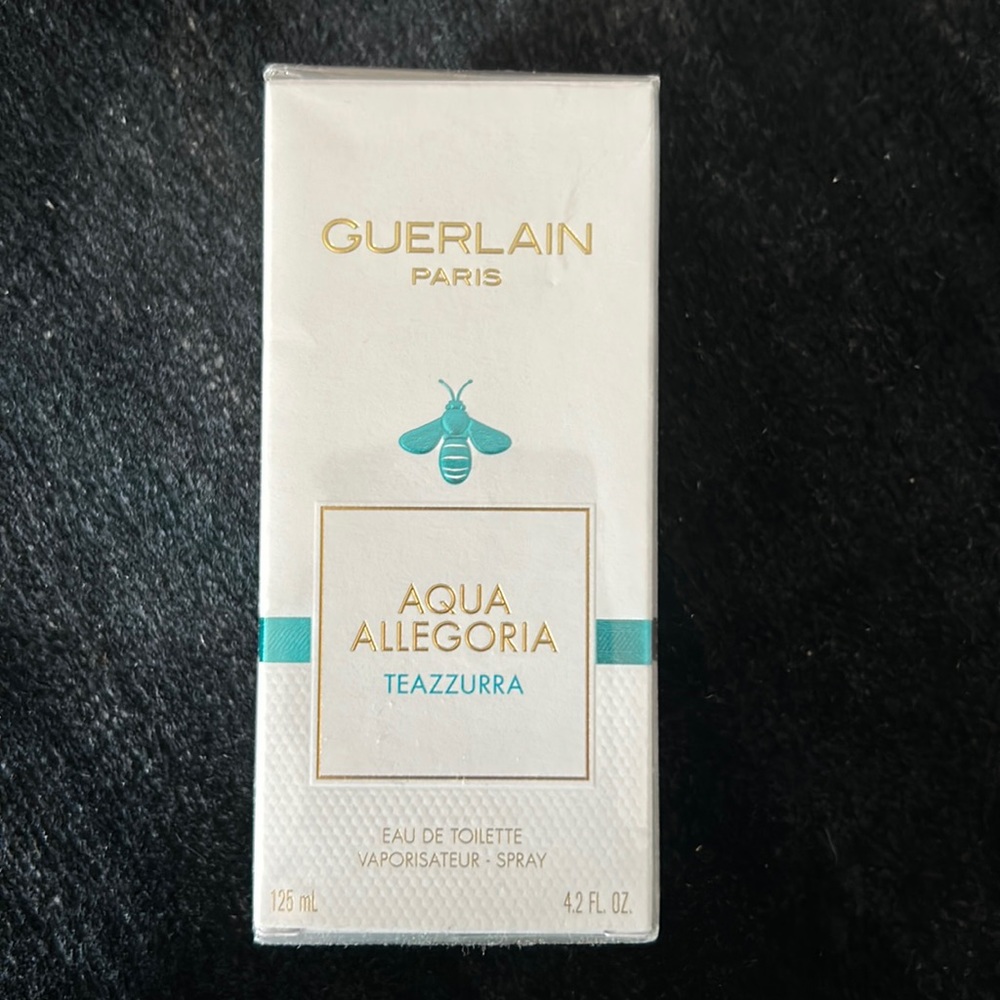 GUERLAIN
PARIS
AQUA
ALLEGORIA
TEAZZURRA
EAU DE TOILETTE
VAPORISATEUR - SPRAY
125 mL 4.2 FL. OZ.